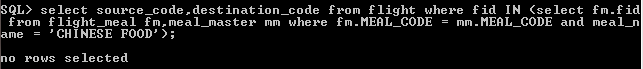 SQL> select source_code,destination_code from flight where fid IN (select fm.fid
 from flight_meal fm,meal_master mm where fm.MEAL_CODE = mm.MEAL_CODE and meal_n
ame = 'CHINESE FOOD');
no rows selected